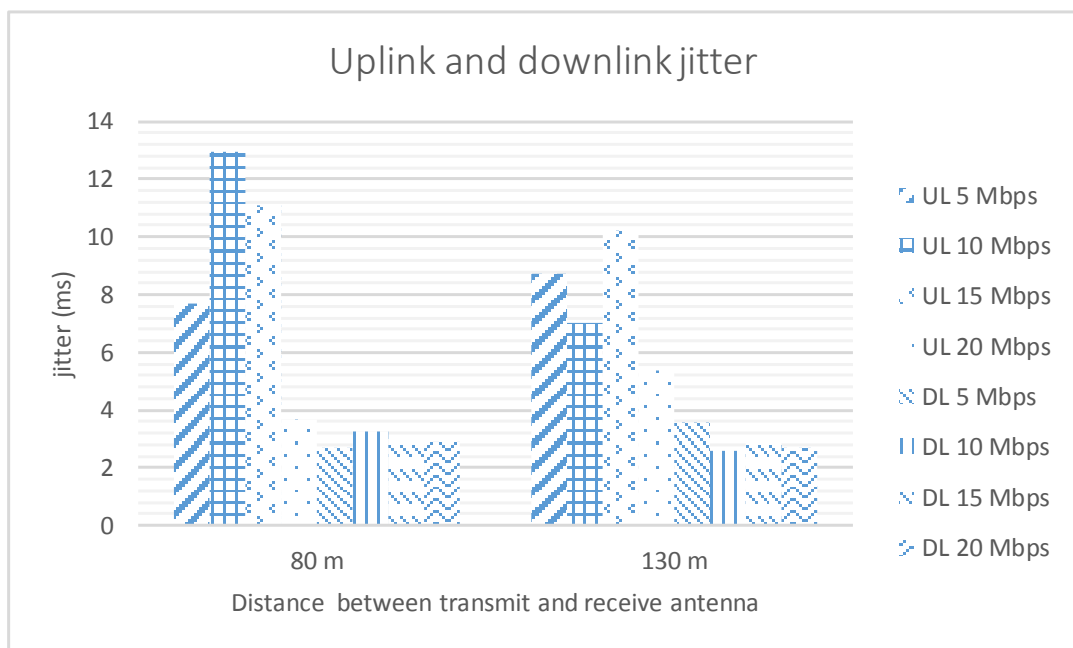 Uplink and downlink jitter
jitter (ms)
14
12
10
8
6
4
2
0
80 m
130 m
Distance between transmit and receive antenna
UL 5 Mbps
UL 10 Mbps
UL 15 Mbps
UL 20 Mbps
DL 5 Mbps
DL 10 Mbps
DL 15 Mbps
DL 20 Mbps